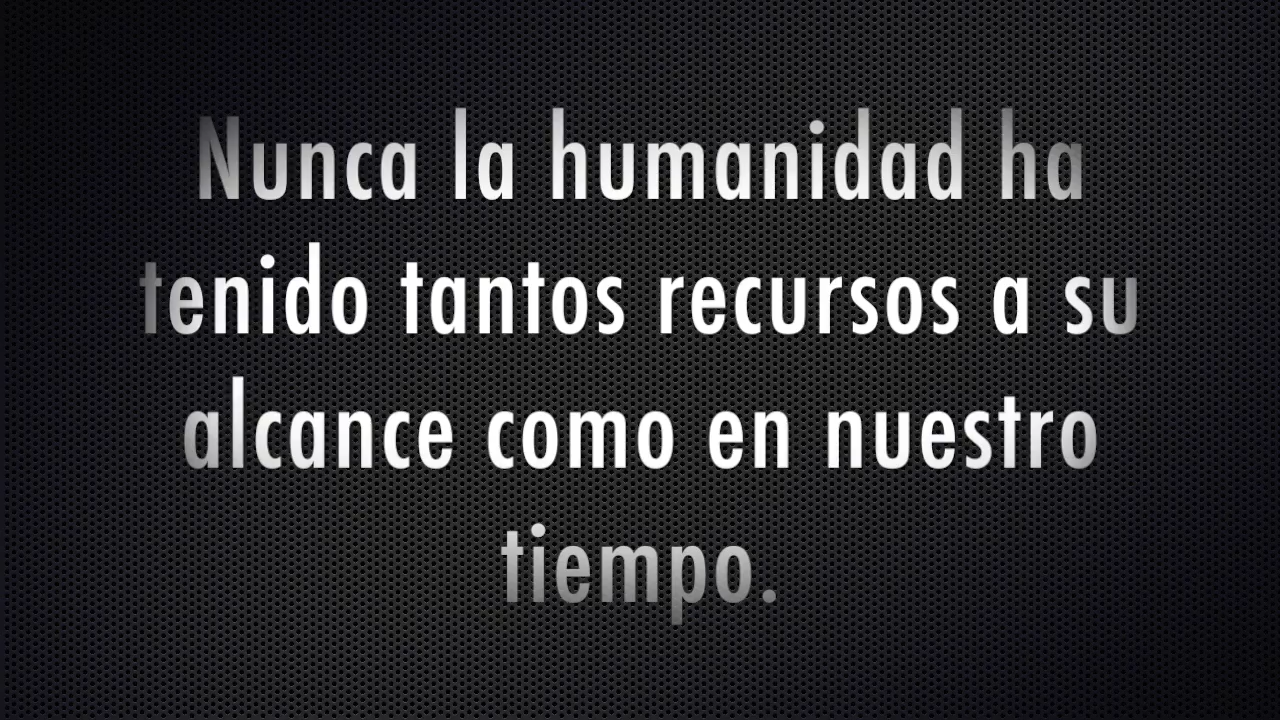 Nunca la humanidad ha
tenido tantos recursos a su
alcance como en nuestro
tiempo.